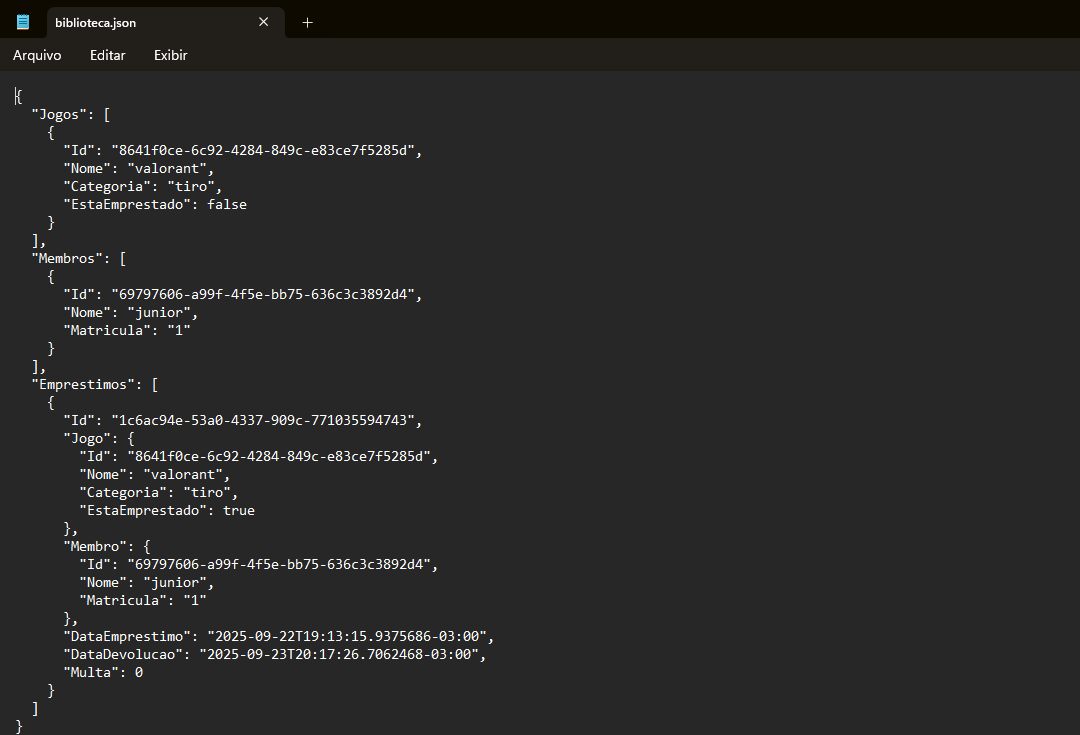 biblioteca.json
Arquivo Editar Exibir
{
"Jogos": [
{
"Id": "8641f0ce-6c92-4284-849c-e83ce7f5285d",
"Nome": "valorant",
"Categoria": "tiro",
"EstaEmprestado": false
}
],
"Membros": [
{
"Id": "69797606-a99f-4f5e-bb75-636c3c3892d4",
"Nome": "junior",
"Matricula": "1"
}
],
"Emprestimos": [
{
"Id": "1c6ac94e-53a0-4337-909c-771035594743",
"Jogo": {
"Id": "8641f0ce-6c92-4284-849c-e83ce7f5285d",
"Nome": "valorant",
"Categoria": "tiro",
"EstaEmprestado": true
},
"Membro": {
"Id": "69797606-a99f-4f5e-bb75-636c3c3892d4",
"Nome": "junior",
"Matricula": "1"
},
"DataEmprestimo": "2025-09-22T19:13:15.9375686-03:00",
"DataDevolucao": "2025-09-23T20:17:26.7062468-03:00",
"Multa": 0
}
]
}